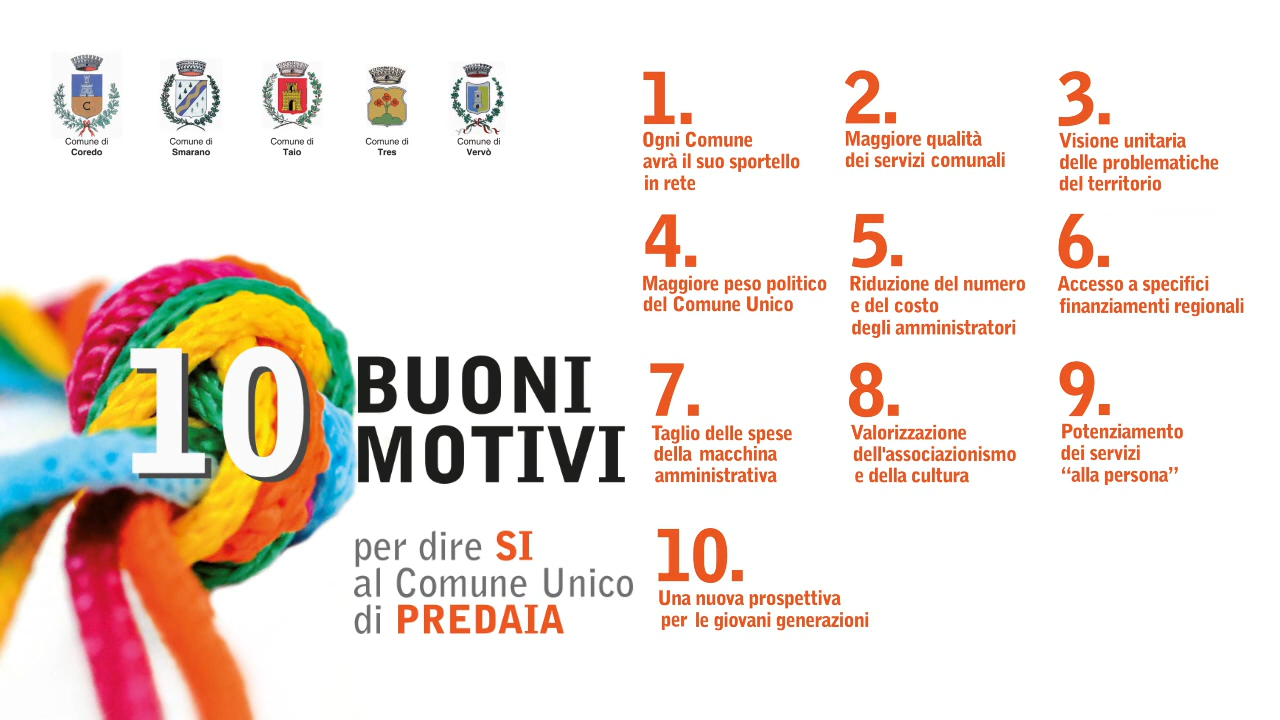 Comune di
Coredo
Comune di
Smarano
Comune di
Taio
Comune di
Tres
Comune di
Vervò
C
10 BUONI
MOTIVI
per dire SI
al Comune Unico
di PREDAIA
1.
Ogni Comune
avrà il suo sportello
in rete
2.
Maggiore qualità
dei servizi comunali
3.
Visione unitaria
delle problematiche
del territorio
4.
Maggiore peso politico
del Comune Unico
5.
Riduzione del numero
e del costo
degli amministratori
6.
Accesso a specifici
finanziamenti regionali
7.
Taglio delle spese
della macchina
amministrativa
8.
Valorizzazione
dell'associazionismo
e della cultura
9.
Potenziamento
dei servizi
“alla persona”
10.
Una nuova prospettiva
per le giovani generazioni